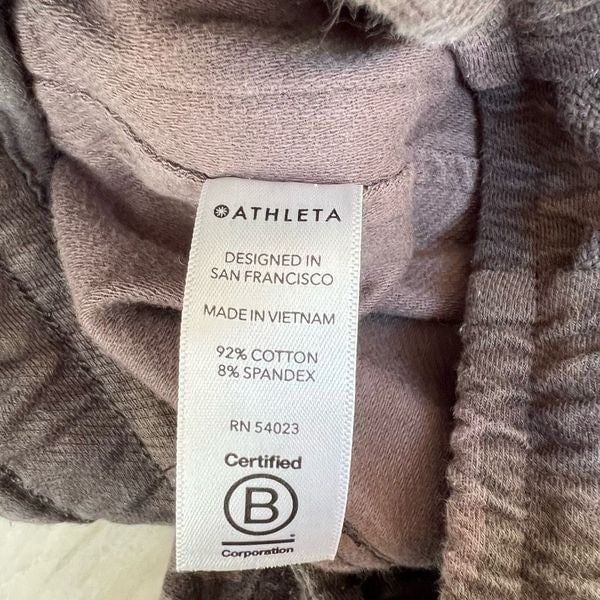 ATHLETA
DESIGNED IN
SAN FRANCISCO
MADE IN VIETNAM
92% COTTON
8% SPANDEX
RN 54023
Certified
B
Corporation